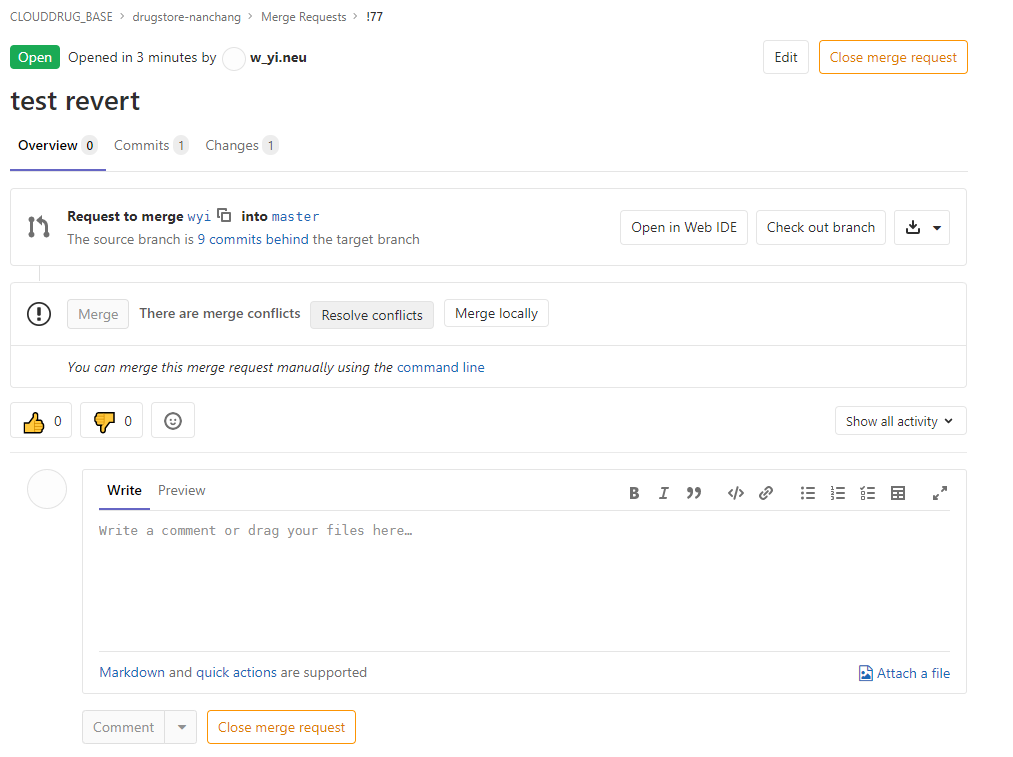 CLOUDDRUG_BASE > drugstore-nanchang > Merge Requests > !77
Open Opened in 3 minutes by w_yi.neu Edit Close merge request
test revert
Overview 0 Commits 1 Changes 1
Request to merge wyi into master
The source branch is 9 commits behind the target branch
Open in Web IDE Check out branch
Merge There are merge conflicts Resolve conflicts Merge locally
You can merge this merge request manually using the command line
0 0 Show all activity
Write Preview
Write a comment or drag your files here…
Markdown and quick actions are supported Attach a file
Comment Close merge request